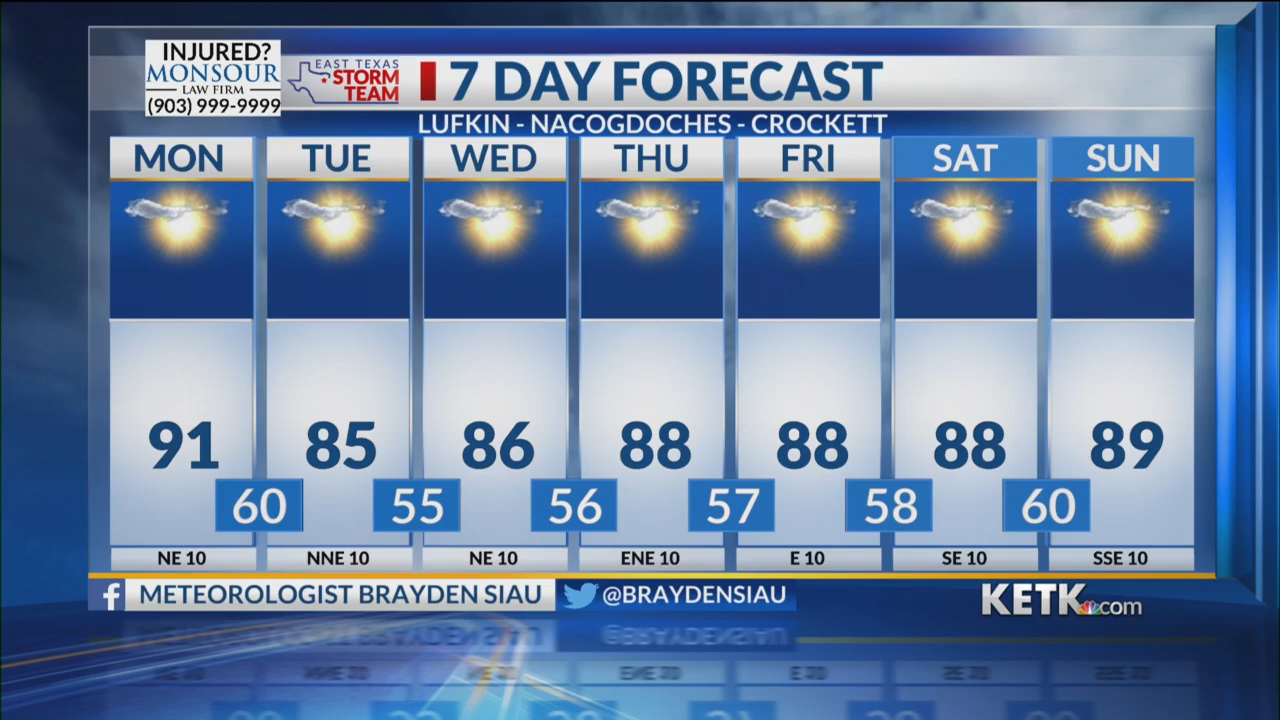 INJURED?
MONSOUR
LAW FIRM
(903) 999-9999
EAST TEXAS
STORM
TEAM
7 DAY FORECAST
LUFKIN - NACOGDOCHES - CROCKETT
MON TUE WED THU FRI SAT SUN
91 85 86 88 88 88 89
60 55 56 57 58 60
NE 10 NNE 10 NE 10 ENE 10 E 10 SE 10 SSE 10
f METEOROLOGIST BRAYDEN SIAU @BRAYDENSIAU KETK.com